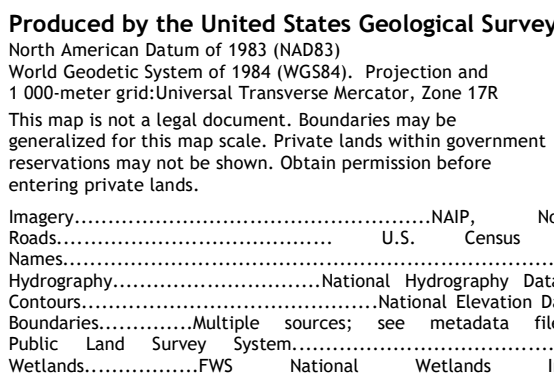 Produced by the United States Geological Survey
North American Datum of 1983 (NAD83)
World Geodetic System of 1984 (WGS84). Projection and
1 000-meter grid:Universal Transverse Mercator, Zone 17R
This map is not a legal document. Boundaries may be
generalized for this map scale. Private lands within government
reservations may not be shown. Obtain permission before
entering private lands.
Imagery....................................................NAIP,
Roads......................................... U.S. Census
Names.....................................................................
Hydrography...............................National Hydrography
Contours............................................National Elevation
Boundaries..............Multiple sources; see metadata
Public Land Survey System.......................................
Wetlands.................FWS National Wetlands